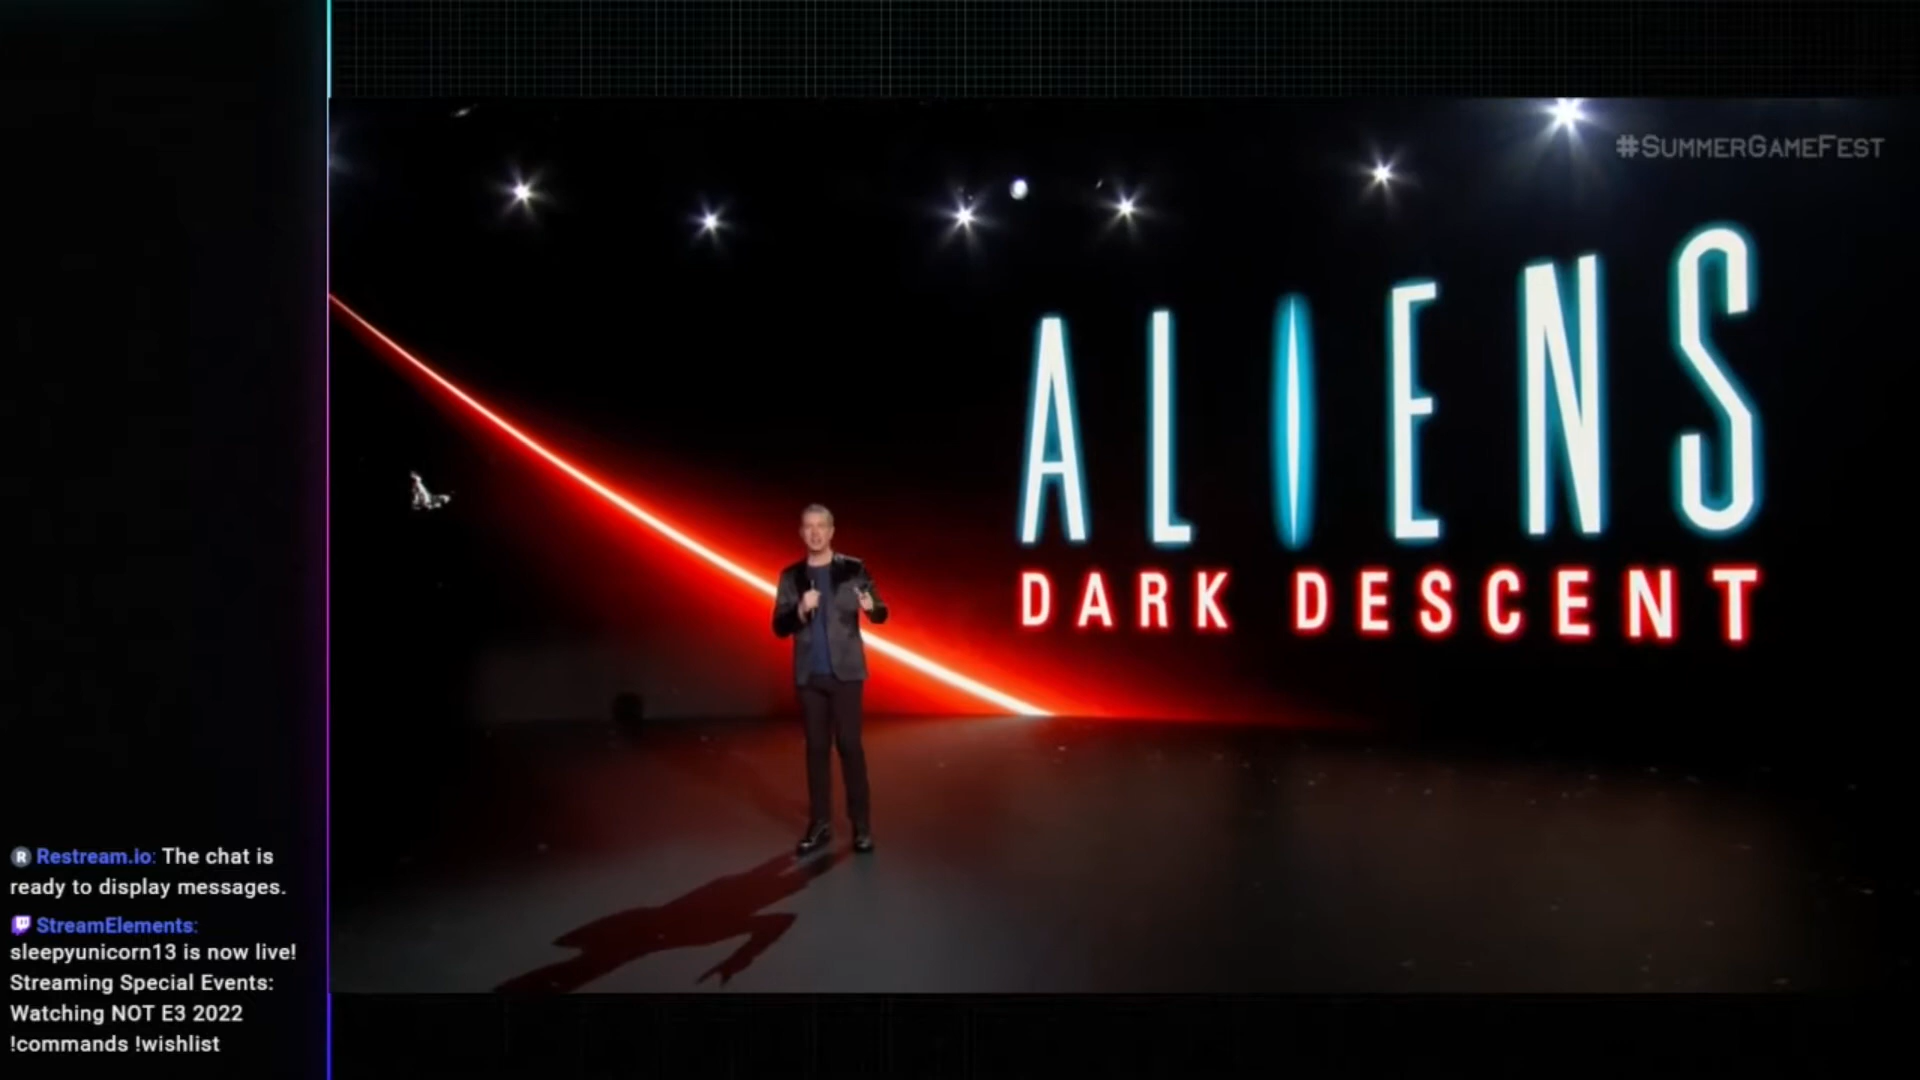 #SUMMERGAMEFEST
ALIENS
DARK DESCENT
R Restream.io: The chat is
ready to display messages.
StreamElements:
sleepyunicorn13 is now live!
Streaming Special Events:
Watching NOT E3 2022
!commands !wishlist